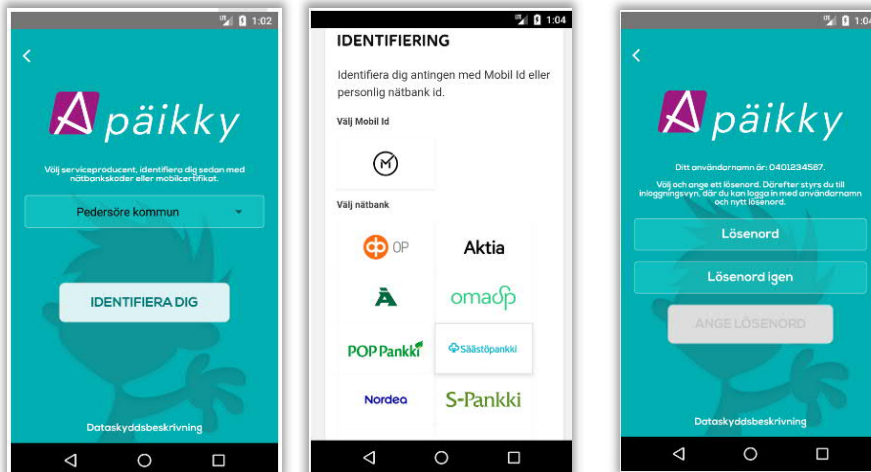 1:02
A päikky
Välj serviceproducent, identifiera dig sedan med
nätbankskoder eller mobilcertifikat.
Pedersöre kommun
IDENTIFIERA DIG
Dataskyddsbeskrivning
1:04
IDENTIFIERING
Identifiera dig antingen med Mobil Id eller
personlig nätbank id.
Välj Mobil Id
M
Välj nätbank
OP
Aktia
Å
omasp
POP Pankki
Säästöpankki
Nordea
S-Pankki
1:04
A päikky
Ditt användarnamn är: 0401234567.
Välj och ange ett lösenord. Därefter styrs du till
inloggningsvyn, där du kan logga in med användarnamn
och nytt lösenord.
Lösenord
Lösenord igen
ANGE LÖSENORD
Dataskyddsbeskrivning